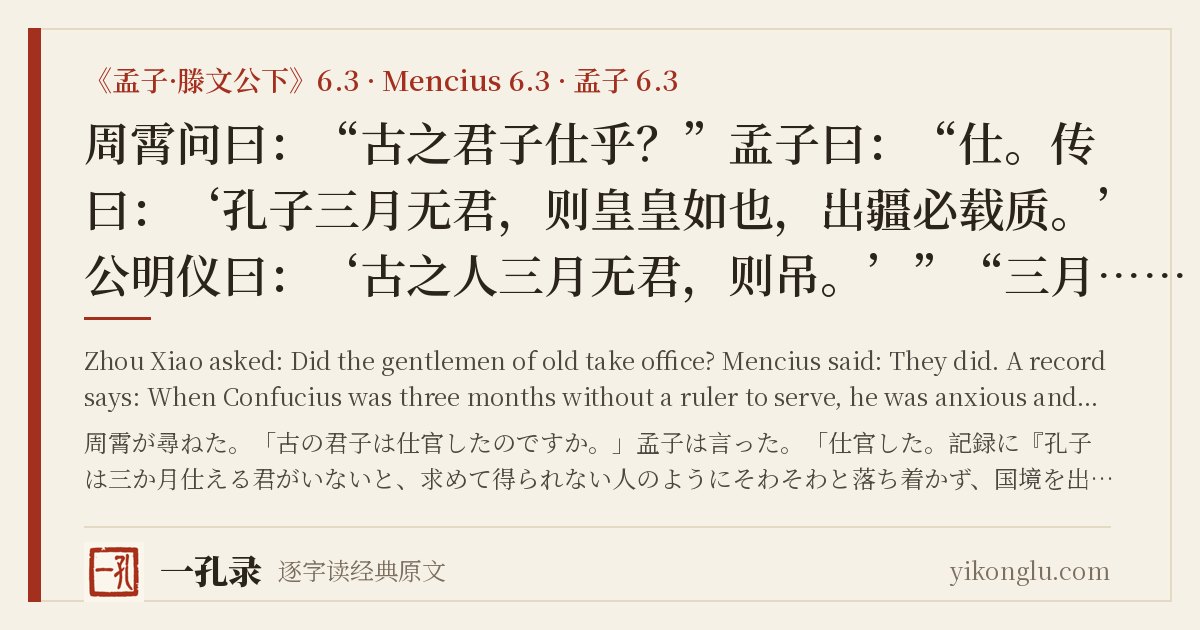 《孟子·滕文公下》6.3 · Mencius 6.3 · 孟子 6.3
周霄问曰：“古之君子仕乎？”孟子曰：“仕。传
曰：‘孔子三月无君，则皇皇如也，出疆必载质。’
公明仪曰：‘古之人三月无君，则吊。’”“三月……
Zhou Xiao asked: Did the gentlemen of old take office? Mencius said: They did. A record
says: When Confucius was three months without a ruler to serve, he was anxious and...
周霄が尋ねた。「古の君子は仕官したのですか。」孟子は言った。「仕官した。記録に『孔子
は三か月仕える君がいないと、求めて得られない人のようにそわそわと落ち着かず、国境を出…
一孔
一孔录 逐字读经典原文
yikonglu.com